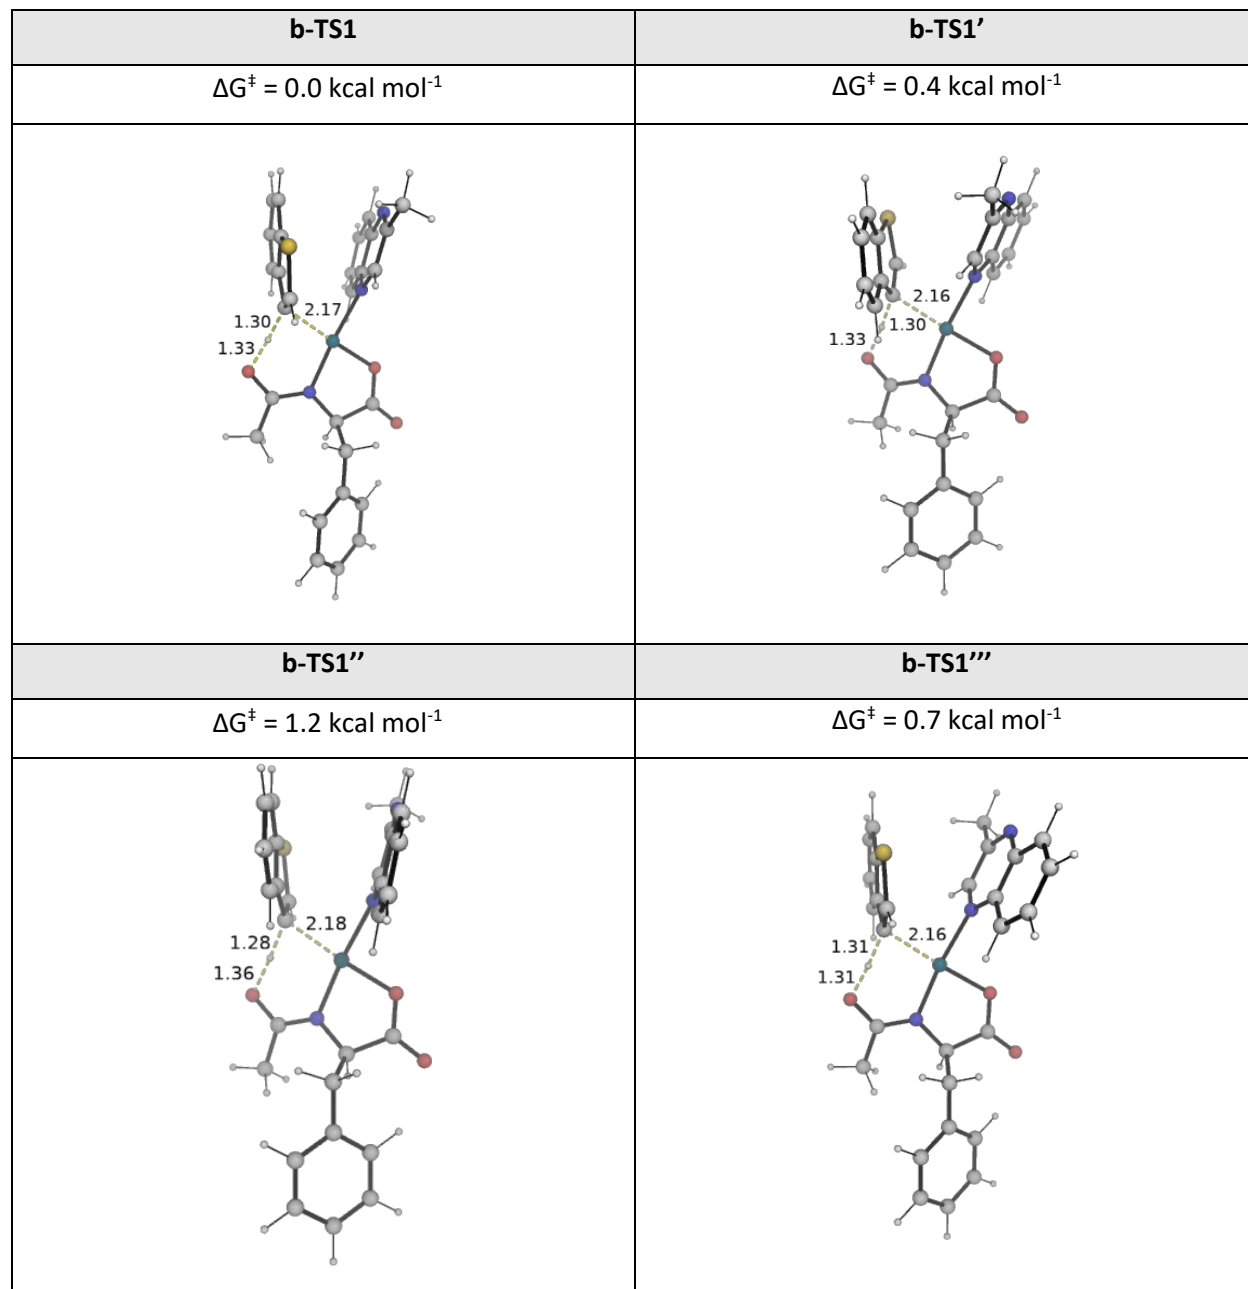 b-TS1
b-TS1’
ΔG‡ = 0.0 kcal mol-1
ΔG‡ = 0.4 kcal mol-1
1.30
2.17
1.33
2.16
1.30
1.33
b-TS1’’
b-TS1’’’
ΔG‡ = 1.2 kcal mol-1
ΔG‡ = 0.7 kcal mol-1
2.18
1.28
1.36
2.16
1.31
1.31